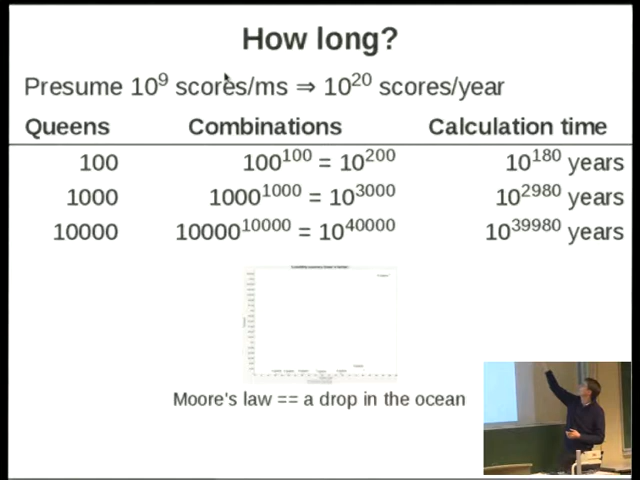 How long?
Presume 10⁹ scores/ms ⇒ 10²⁰ scores/year
Queens Combinations Calculation time
100 100¹⁰⁰ = 10²⁰⁰ 10¹⁸⁰ years
1000 1000¹⁰⁰⁰ = 10³⁰⁰⁰ 10²⁹⁸⁰ years
10000 10000¹⁰⁰⁰⁰ = 10⁴⁰⁰⁰⁰ 10³⁹⁹⁸⁰ years
Moore's law == a drop in the ocean